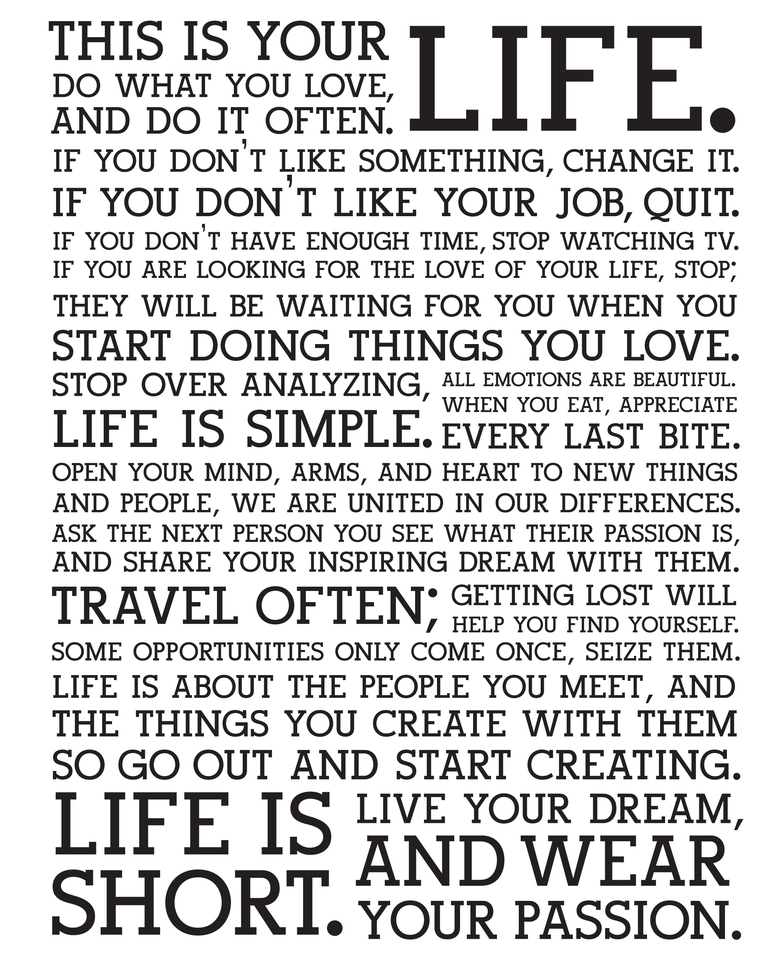 THIS IS YOUR LIFE.
DO WHAT YOU LOVE,
AND DO IT OFTEN.
IF YOU DON'T LIKE SOMETHING, CHANGE IT.
IF YOU DON'T LIKE YOUR JOB, QUIT.
IF YOU DON'T HAVE ENOUGH TIME, STOP WATCHING TV.
IF YOU ARE LOOKING FOR THE LOVE OF YOUR LIFE, STOP;
THEY WILL BE WAITING FOR YOU WHEN YOU
START DOING THINGS YOU LOVE.
STOP OVER ANALYZING,
LIFE IS SIMPLE.
ALL EMOTIONS ARE BEAUTIFUL.
WHEN YOU EAT, APPRECIATE
EVERY LAST BITE.
OPEN YOUR MIND, ARMS, AND HEART TO NEW THINGS
AND PEOPLE, WE ARE UNITED IN OUR DIFFERENCES.
ASK THE NEXT PERSON YOU SEE WHAT THEIR PASSION IS,
AND SHARE YOUR INSPIRING DREAM WITH THEM.
TRAVEL OFTEN;
GETTING LOST WILL
HELP YOU FIND YOURSELF.
SOME OPPORTUNITIES ONLY COME ONCE, SEIZE THEM.
LIFE IS ABOUT THE PEOPLE YOU MEET, AND
THE THINGS YOU CREATE WITH THEM
SO GO OUT AND START CREATING.
LIFE IS
SHORT.
LIVE YOUR DREAM,
AND WEAR
YOUR PASSION.